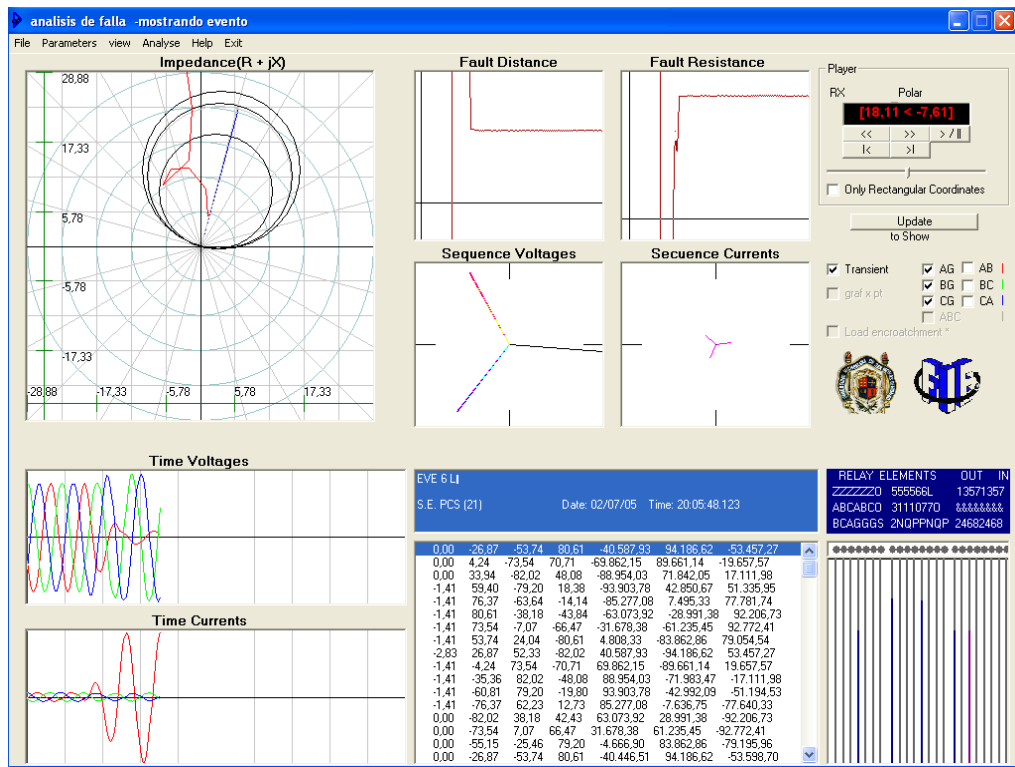 analisis de falla -mostrando evento
File Parameters view Analyse Help Exit
Impedance(R + jX)
28,88
17,33
5,78
-5,78
-17,33
-28,88 -17,33 -5,78 5,78 17,33
Fault Distance
Fault Resistance
Sequence Voltages
Secuence Currents
Player
RX Polar
[18,11 < -7,61]
<< >> > / ||
|< >|
Only Rectangular Coordinates
Update
to Show
Transient AG AB |
graf x pt BG BC |
CG CA |
ABC |
Load encroatchment *
Time Voltages
Time Currents
EVE 6 L
S.E. PCS (21) Date: 02/07/05 Time: 20:05:48.123
0,00 -26,87 -53,74 80,61 -40.587,93 94.186,62 -53.457,27
0,00 4,24 -73,54 70,71 -69.862,15 89.661,14 -19.657,57
0,00 33,94 -82,02 48,08 -88.954,03 71.842,05 17.111,98
-1,41 59,40 -79,20 18,38 -93.903,78 42.850,67 51.335,95
-1,41 76,37 -63,64 -14,14 -85.277,08 7.495,33 77.781,74
-1,41 80,61 -38,18 -43,84 -63.073,92 -28.991,38 92.206,73
-1,41 73,54 -7,07 -66,47 -31.678,38 -61.235,45 92.772,41
-1,41 53,74 24,04 -80,61 4.808,33 -83.862,86 79.054,54
-2,83 26,87 52,33 -82,02 40.587,93 -94.186,62 53.457,27
-1,41 -4,24 73,54 -70,71 69.862,15 -89.661,14 19.657,57
-1,41 -35,36 82,02 -48,08 88.954,03 -71.983,47 -17.111,98
-1,41 -60,81 79,20 -19,80 93.903,78 -42.992,09 -51.194,53
-1,41 -76,37 62,23 12,73 85.277,08 -7.636,75 -77.640,33
0,00 -82,02 38,18 42,43 63.073,92 28.991,38 -92.206,73
0,00 -73,54 7,07 66,47 31.678,38 61.235,45 -92.772,41
0,00 -55,15 -25,46 79,20 -4.666,90 83.862,86 -79.195,96
0,00 -26,87 -53,74 80,61 -40.446,51 94.186,62 -53.598,70
RELAY ELEMENTS OUT IN
ZZZZZZO 555566L 13571357
ABCABCO 31110770 &&&&&&&&
BCAGGGS 2NQPPNQP 24682468